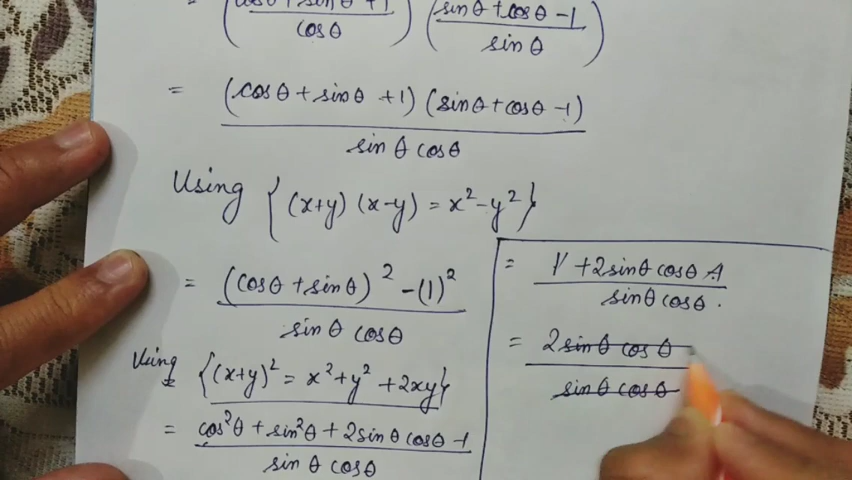 = (cosθ + sinθ + 1 / cosθ) (sinθ + cosθ - 1 / sinθ)
= (cosθ + sinθ + 1) (sinθ + cosθ - 1) / sinθ cosθ
Using {(x+y) (x-y) = x² - y²}
= (cosθ + sinθ)² - (1)² / sinθ cosθ
Using {(x+y)² = x² + y² + 2xy}
= cos²θ + sin²θ + 2sinθ cosθ - 1 / sinθ cosθ
= 1 + 2sinθ cosθ - 1 / sinθ cosθ.
= 2sinθ cosθ / sinθ cosθ